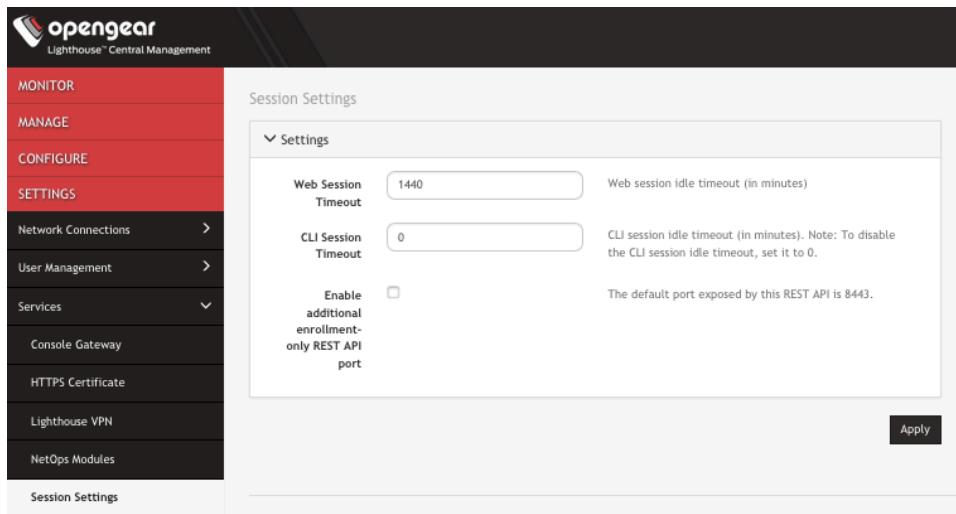 opengear
Lighthouse™ Central Management
MONITOR
MANAGE
CONFIGURE
SETTINGS
Network Connections
User Management
Services
Console Gateway
HTTPS Certificate
Lighthouse VPN
NetOps Modules
Session Settings
Session Settings
Settings
Web Session
Timeout
1440
Web session idle timeout (in minutes)
CLI Session
Timeout
0
CLI session idle timeout (in minutes). Note: To disable
the CLI session idle timeout, set it to 0.
Enable
additional
enrollment-
only REST API
port
The default port exposed by this REST API is 8443.
Apply